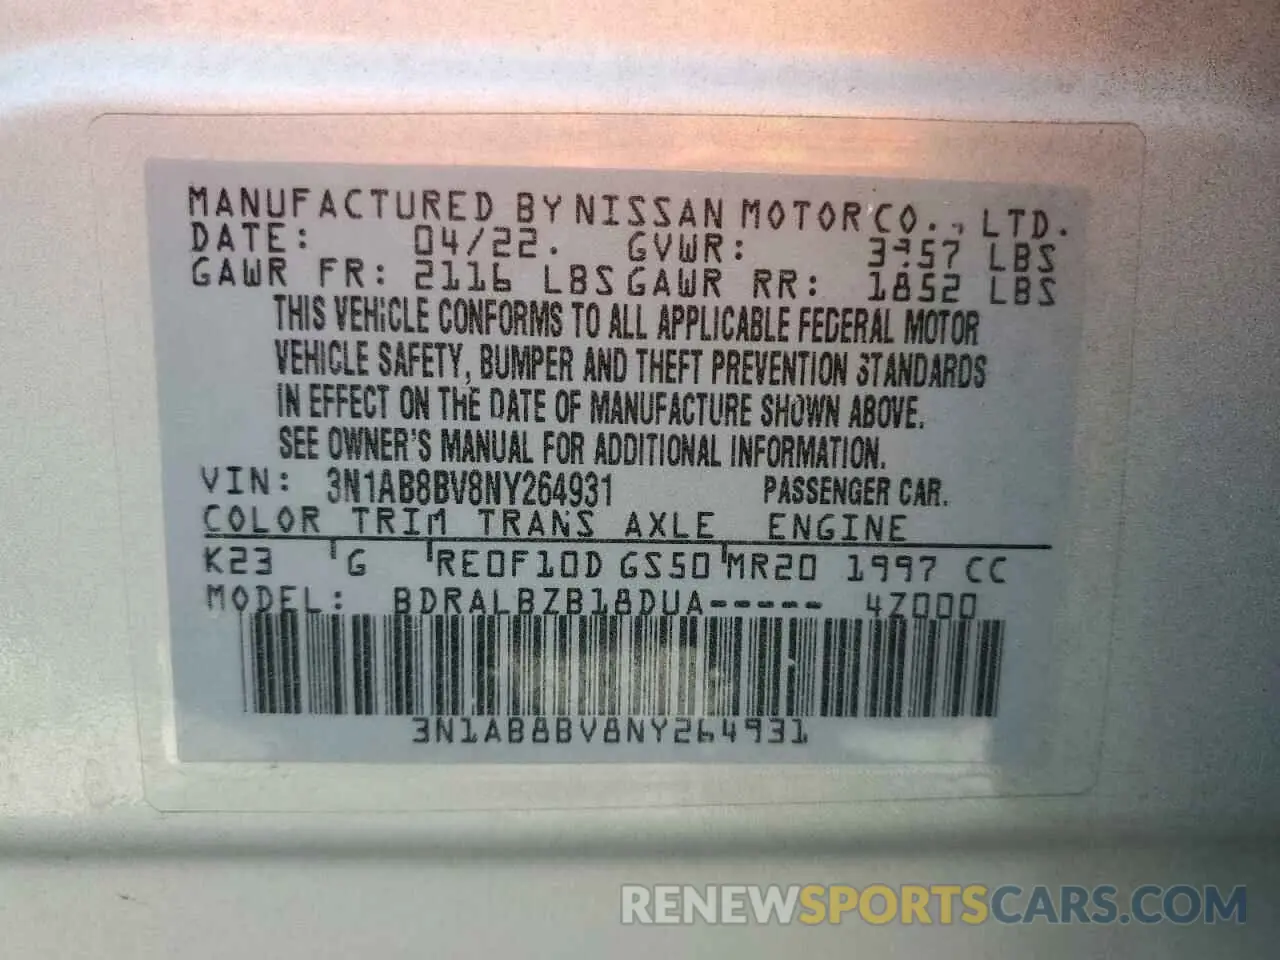 MANUFACTURED BY NISSAN MOTOR CO., LTD.
DATE: 04/22. GVWR: 3957 LBS
GAWR FR: 2116 LBS GAWR RR: 1852 LBS
THIS VEHICLE CONFORMS TO ALL APPLICABLE FEDERAL MOTOR
VEHICLE SAFETY, BUMPER AND THEFT PREVENTION STANDARDS
IN EFFECT ON THE DATE OF MANUFACTURE SHOWN ABOVE.
SEE OWNER'S MANUAL FOR ADDITIONAL INFORMATION.
VIN: 3N1AB8BV8NY264931 PASSENGER CAR.
COLOR TRIM TRANS AXLE ENGINE
K23 G RE0F10D GS50 MR20 1997 CC
MODEL: BDRALBZB18DUA----- 4Z000
3N1AB8BV8NY264931
RENEWSPORTSCARS.COM